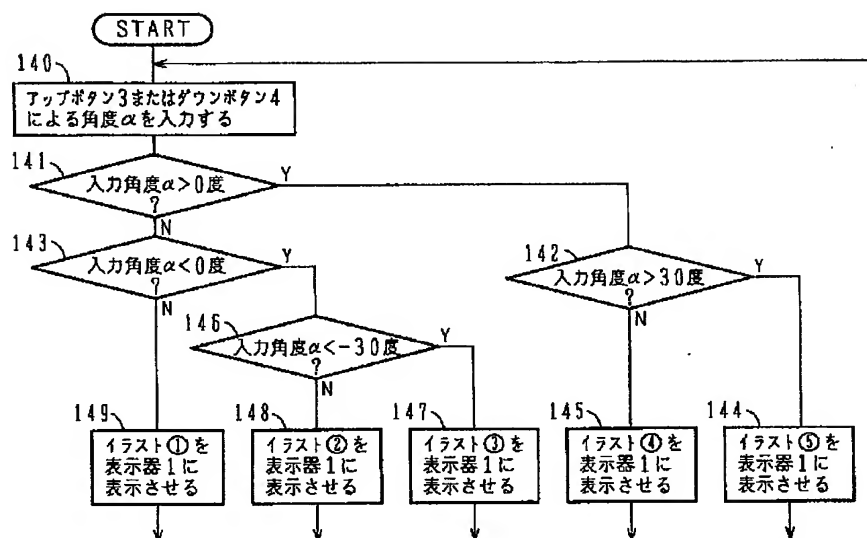 START
140
アップボタン3またはダウンボタン4
による角度αを入力する
141
入力角度α>0度
?
Y
N
143
入力角度α<0度
?
Y
N
142
入力角度α>30度
?
Y
N
146
入力角度α<-30度
?
Y
N
149
イラスト①を
表示器1に
表示させる
148
イラスト②を
表示器1に
表示させる
147
イラスト③を
表示器1に
表示させる
145
イラスト④を
表示器1に
表示させる
144
イラスト⑤を
表示器1に
表示させる